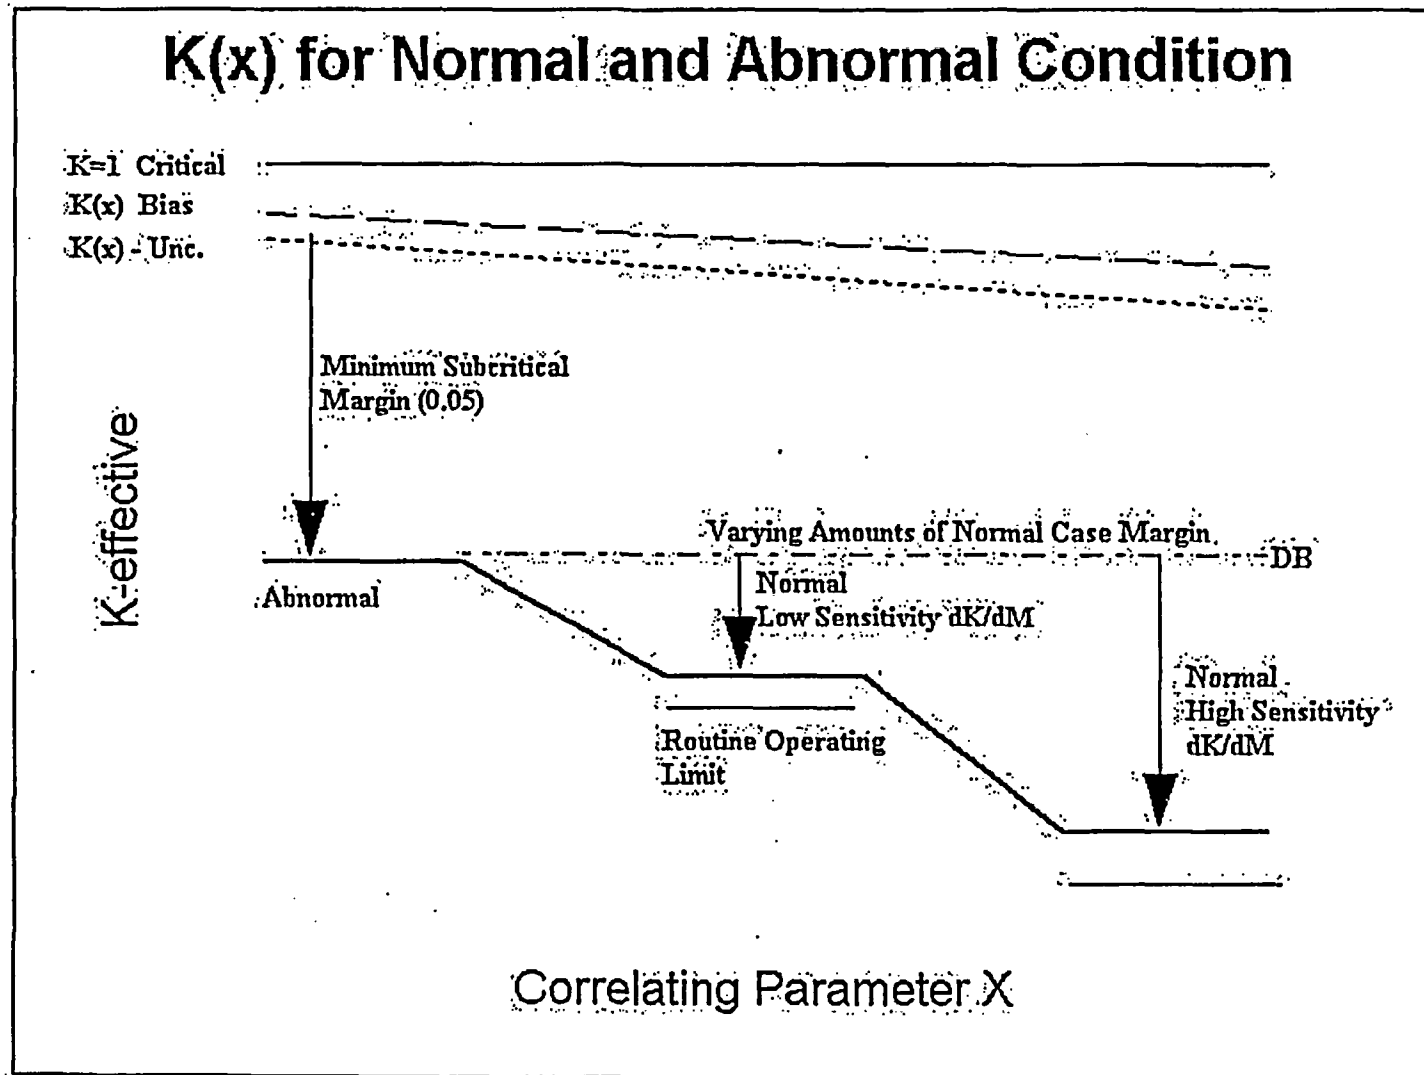 K(x) for Normal and Abnormal Condition
K=1 Critical
K(x) Bias
K(x) - Unc.
Minimum Subcritical
Margin (0.05)
K-effective
Varying Amounts of Normal Case Margin.
DB
Abnormal
Normal
Low Sensitivity dK/dM
Normal
High Sensitivity
dK/dM
Routine Operating
Limit
Correlating Parameter X